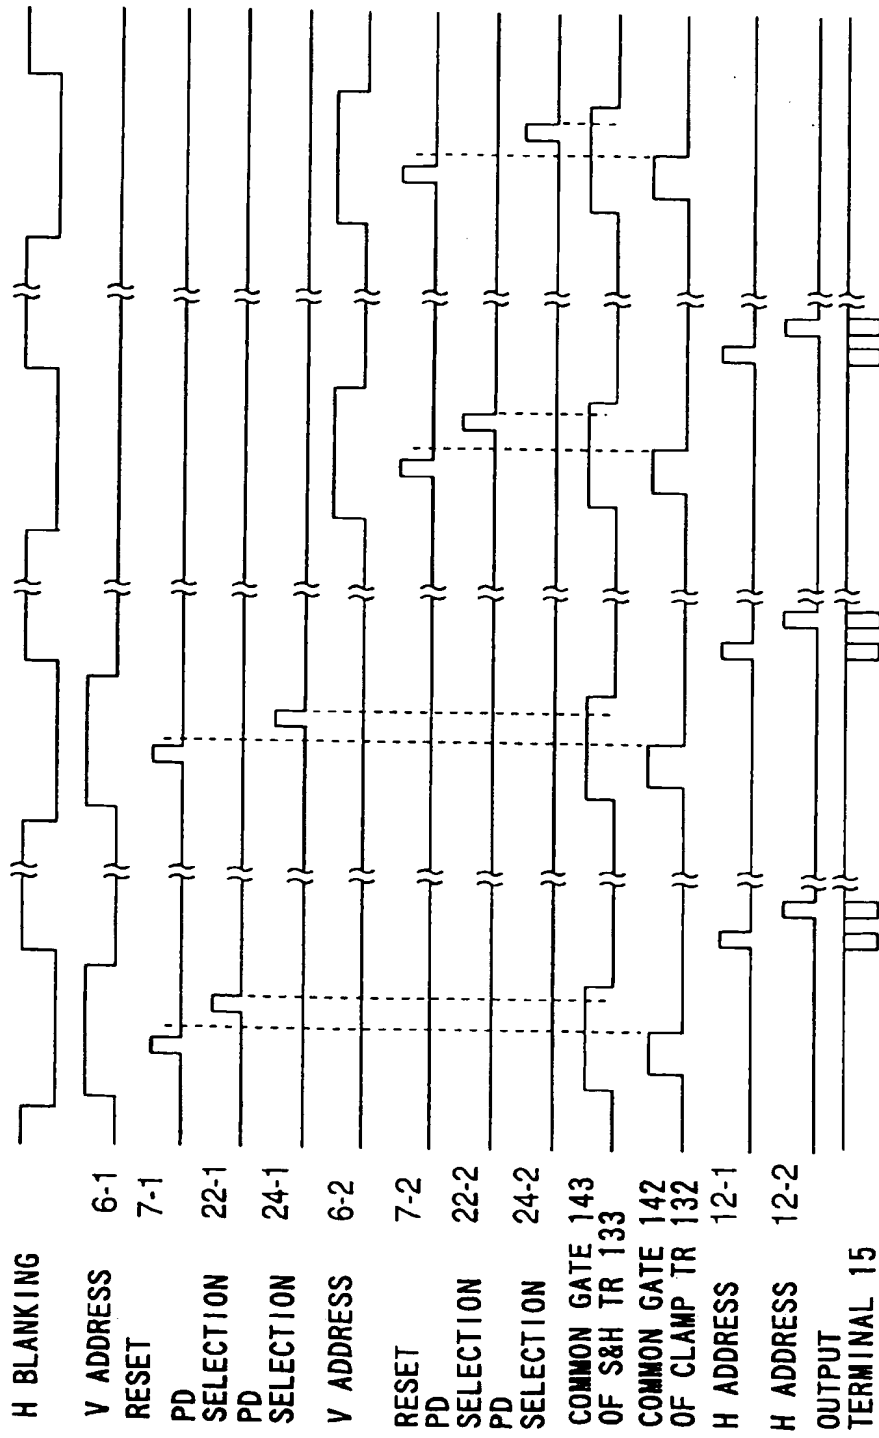 H BLANKING
V ADDRESS 6-1
RESET 7-1
PD
SELECTION 22-1
PD
SELECTION 24-1
V ADDRESS 6-2
RESET 7-2
PD
SELECTION 22-2
PD
SELECTION 24-2
COMMON GATE 143
OF S&H TR 133
COMMON GATE 142
OF CLAMP TR 132
H ADDRESS 12-1
H ADDRESS 12-2
OUTPUT
TERMINAL 15